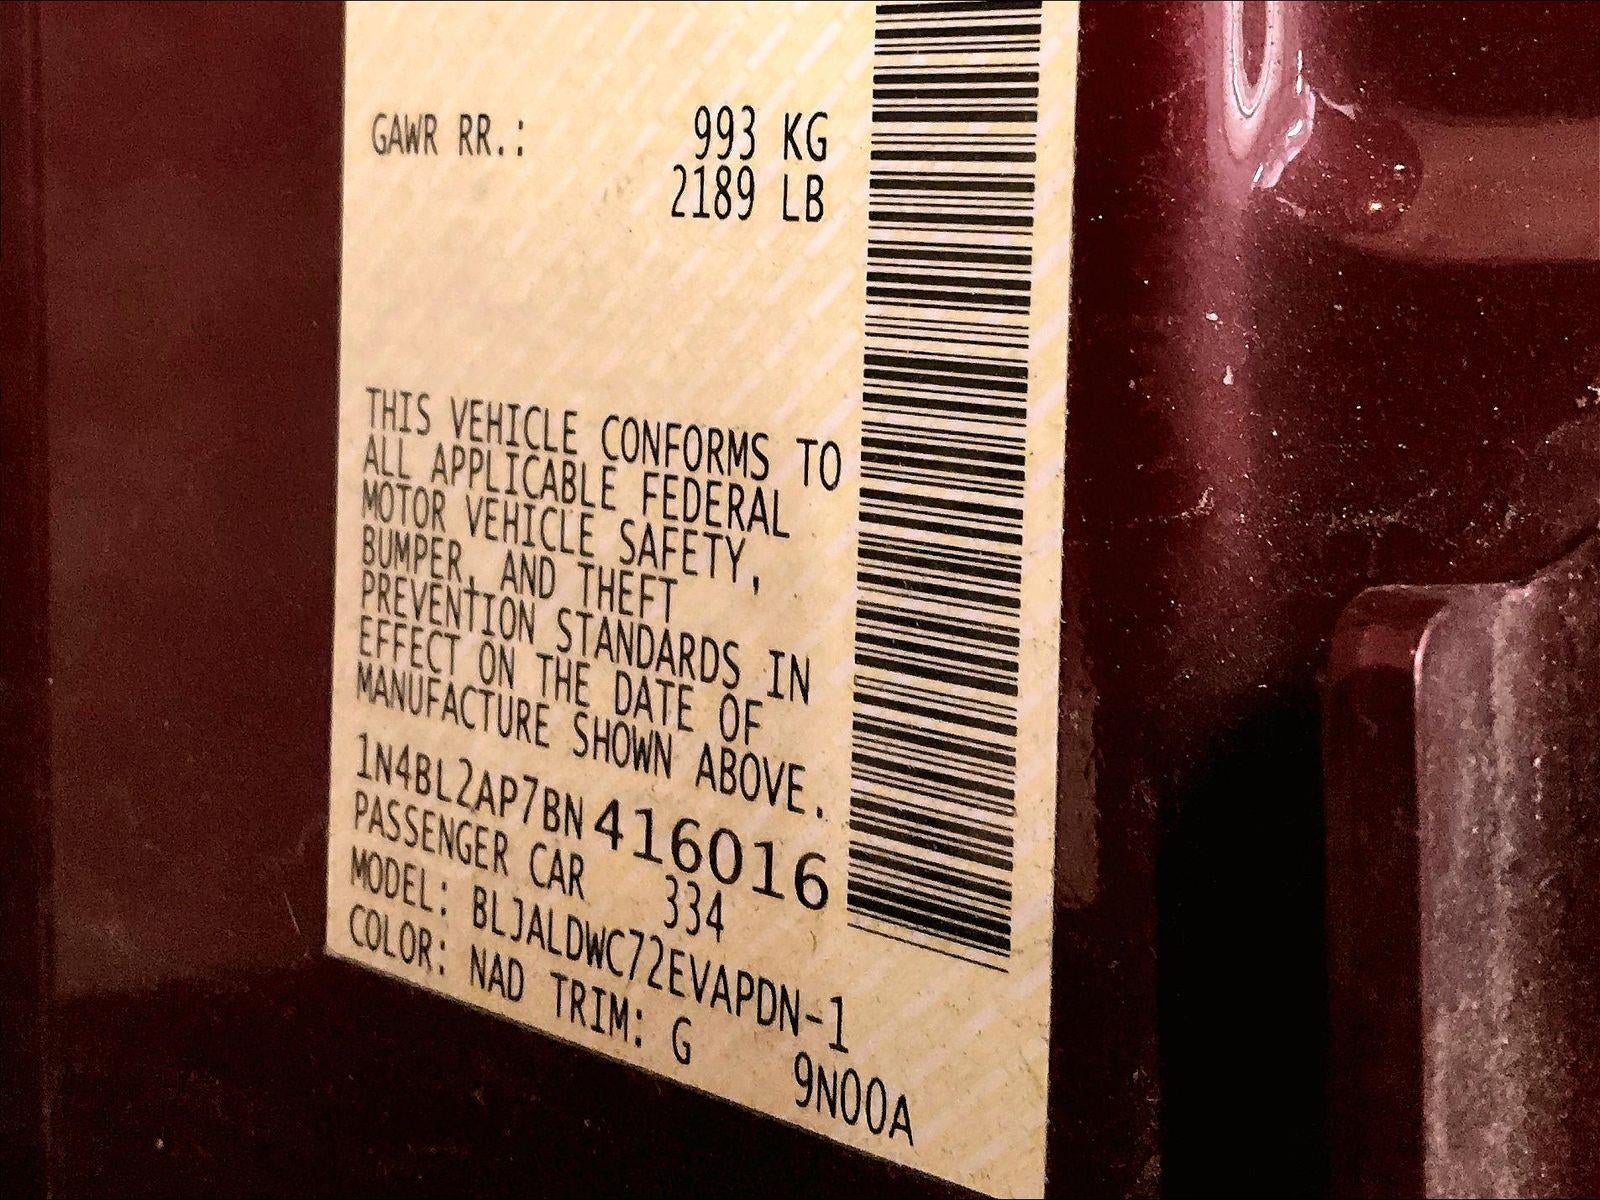 GAWR RR.: 993 KG
2189 LB
THIS VEHICLE CONFORMS TO
ALL APPLICABLE FEDERAL
MOTOR VEHICLE SAFETY,
BUMPER, AND THEFT
PREVENTION STANDARDS IN
EFFECT ON THE DATE OF
MANUFACTURE SHOWN ABOVE.
1N4BL2AP7BN416016
PASSENGER CAR 334
MODEL: BLJALDWC72EVAPDN-1
COLOR: NAD TRIM: G 9N00A